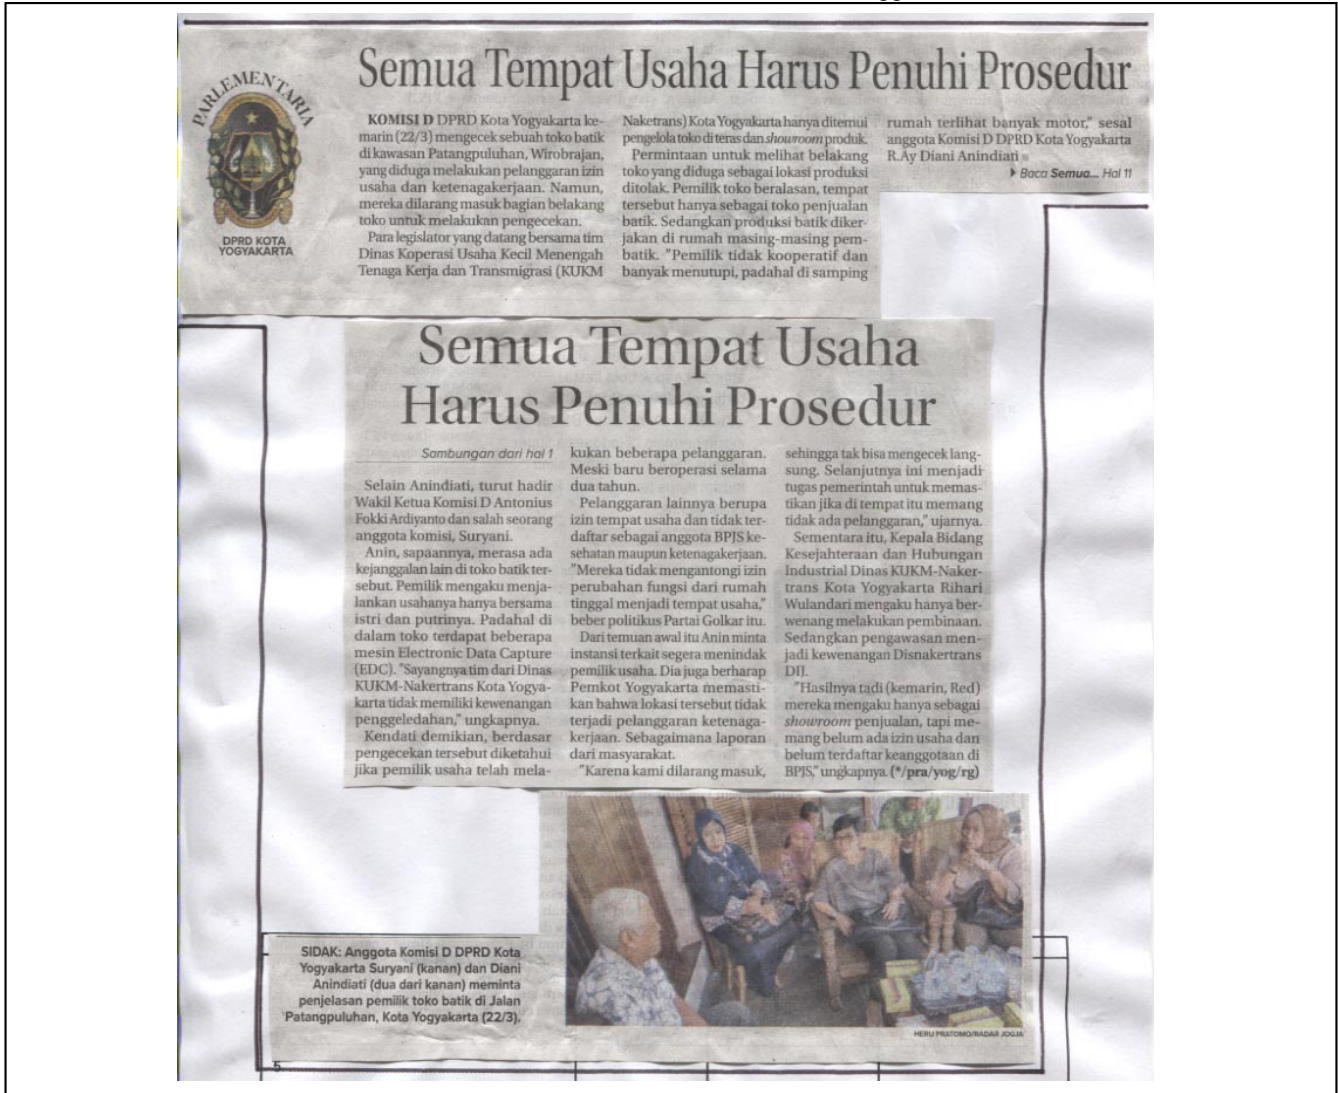 PARLEMENTARIA
DPRD KOTA
YOGYAKARTA
Semua Tempat Usaha Harus Penuhi Prosedur
KOMISI D DPRD Kota Yogyakarta ke-
marin (22/3) mengecek sebuah toko batik
di kawasan Patangpuluhan, Wirobrajan,
yang diduga melakukan pelanggaran izin
usaha dan ketenagakerjaan. Namun,
mereka dilarang masuk bagian belakang
toko untuk melakukan pengecekan.
Para legislator yang datang bersama tim
Dinas Koperasi Usaha Kecil Menengah
Tenaga Kerja dan Transmigrasi (KUKM
Naketrans) Kota Yogyakarta hanya ditemui
pengelola toko di teras dan showroom produk.
Permintaan untuk melihat belakang
toko yang diduga sebagai lokasi produksi
ditolak. Pemilik toko beralasan, tempat
tersebut hanya sebagai toko penjualan
batik. Sedangkan produksi batik diker-
jakan di rumah masing-masing pem-
batik. "Pemilik tidak kooperatif dan
banyak menutupi, padahal di samping
rumah terlihat banyak motor," sesal
anggota Komisi D DPRD Kota Yogyakarta
R.Ay Diani Anindiati
Baca Semua... Hal 11
Semua Tempat Usaha
Harus Penuhi Prosedur
Sambungan dari hal 1
Selain Anindiati, turut hadir
Wakil Ketua Komisi D Antonius
Fokki Ardiyanto dan salah seorang
anggota komisi, Suryani.
Anin, sapaannya, merasa ada
kejanggalan lain di toko batik ter-
sebut. Pemilik mengaku menja-
lankan usahanya hanya bersama
istri dan putrinya. Padahal di
dalam toko terdapat beberapa
mesin Electronic Data Capture
(EDC). "Sayangnya tim dari Dinas
KUKM-Nakertrans Kota Yogya-
karta tidak memiliki kewenangan
penggeledahan," ungkapnya.
Kendati demikian, berdasar
pengecekan tersebut diketahui
jika pemilik usaha telah mela-
kukan beberapa pelanggaran.
Meski baru beroperasi selama
dua tahun.
Pelanggaran lainnya berupa
izin tempat usaha dan tidak ter-
daftar sebagai anggota BPJS ke-
sehatan maupun ketenagakerjaan.
"Mereka tidak mengantongi izin
perubahan fungsi dari rumah
tinggal menjadi tempat usaha,"
beber politikus Partai Golkar itu.
Dari temuan awal itu Anin minta
instansi terkait segera menindak
pemilik usaha. Dia juga berharap
Pemkot Yogyakarta memasti-
kan bahwa lokasi tersebut tidak
terjadi pelanggaran ketenaga-
kerjaan. Sebagaimana laporan
dari masyarakat.
"Karena kami dilarang masuk,
sehingga tak bisa mengecek lang-
sung. Selanjutnya ini menjadi
tugas pemerintah untuk memas-
tikan jika di tempat itu memang
tidak ada pelanggaran," ujarnya.
Sementara itu, Kepala Bidang
Kesejahteraan dan Hubungan
Industrial Dinas KUKM-Naker-
trans Kota Yogyakarta Rihari
Wulandari mengaku hanya ber-
wenang melakukan pembinaan.
Sedangkan pengawasan men-
jadi kewenangan Disnakertrans
DIJ.
"Hasilnya tadi (kemarin, Red)
mereka mengaku hanya sebagai
showroom penjualan, tapi me-
mang belum ada izin usaha dan
belum terdaftar keanggotaan di
BPJS," ungkapnya. (*/pra/yog/rg)
SIDAK: Anggota Komisi D DPRD Kota
Yogyakarta Suryani (kanan) dan Diani
Anindiati (dua dari kanan) meminta
penjelasan pemilik toko batik di Jalan
Patangpuluhan, Kota Yogyakarta (22/3).
HERU PRATOMO/RADAR JOGJA